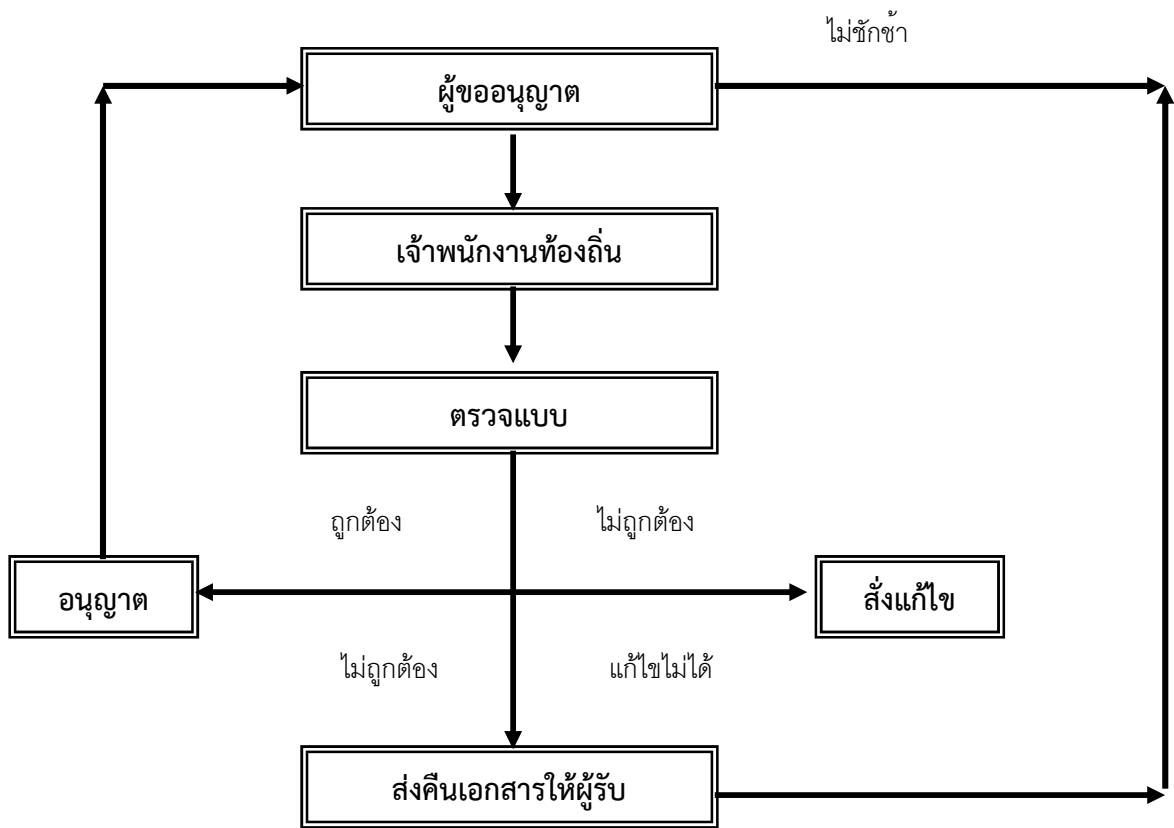 ไม่ชักช้า
ผู้ขออนุญาต
เจ้าพนักงานท้องถิ่น
ตรวจแบบ
ถูกต้อง
ไม่ถูกต้อง
อนุญาต
สั่งแก้ไข
ไม่ถูกต้อง
แก้ไขไม่ได้
ส่งคืนเอกสารให้ผู้รับ